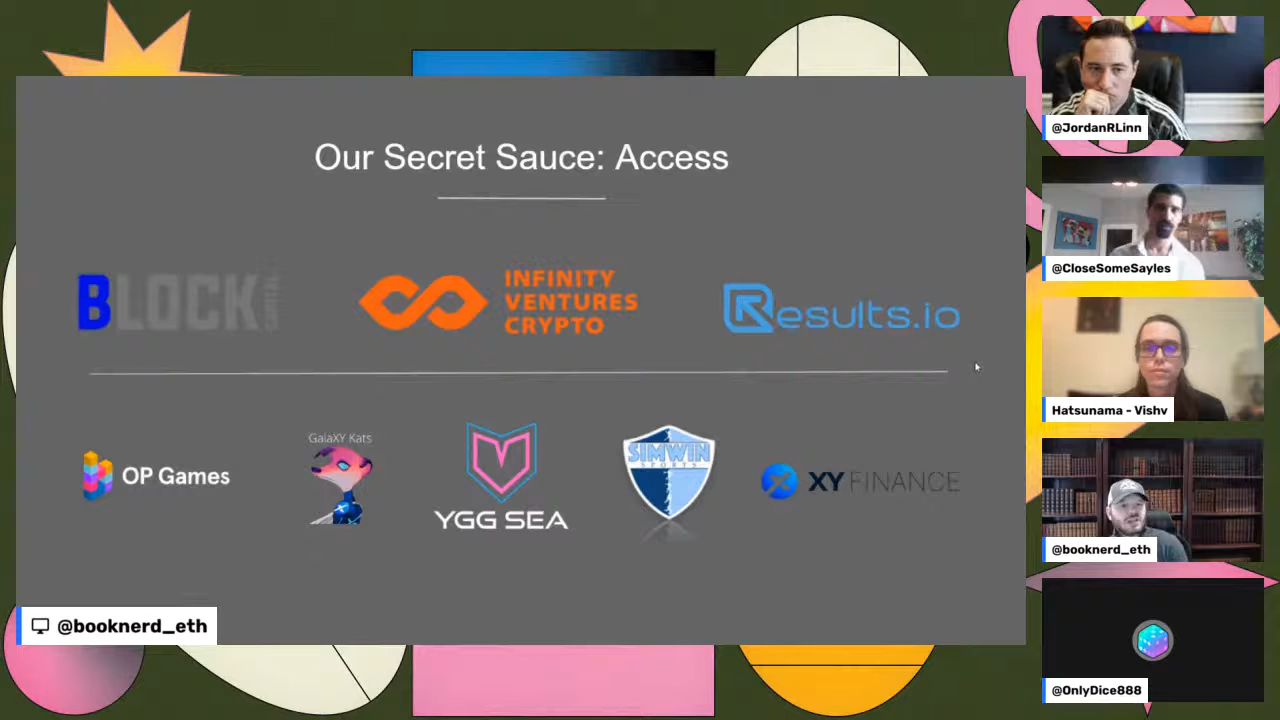 Our Secret Sauce: Access
BLOCK
INFINITY
VENTURES
CRYPTO
Results.io
OP Games
GalaXY Kats
YGG SEA
SIMWIN
SPORTS
XY FINANCE
@booknerd_eth
@JordanRLinn
@CloseSomeSayles
Hatsunama - Vishv
@booknerd_eth
@OnlyDice888